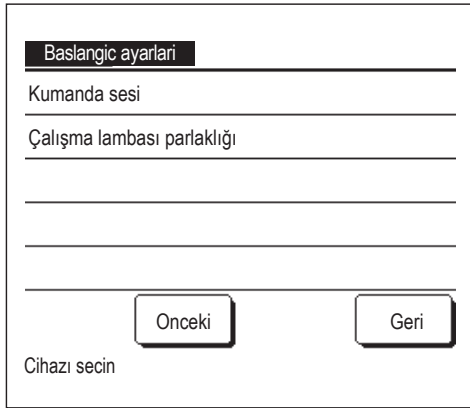 Baslangic ayarlari
Kumanda sesi
Çalışma lambası parlaklığı
Onceki
Geri
Cihazı secin